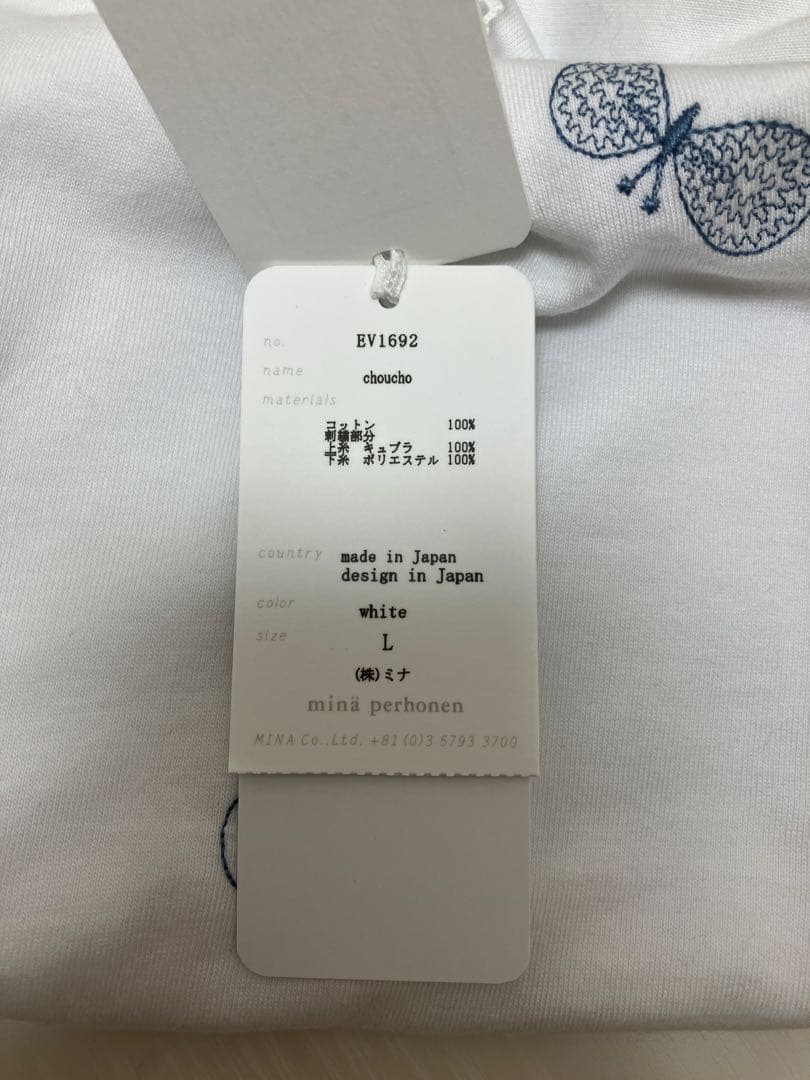 no. EV1692
name choucho
materials
コットン 100%
刺繍部分
上糸 キュプラ 100%
下糸 ポリエステル 100%
country made in Japan
design in Japan
color white
size L
(株)ミナ
minä perhonen
MINA Co.,Ltd. +81(0)3 5793 3700